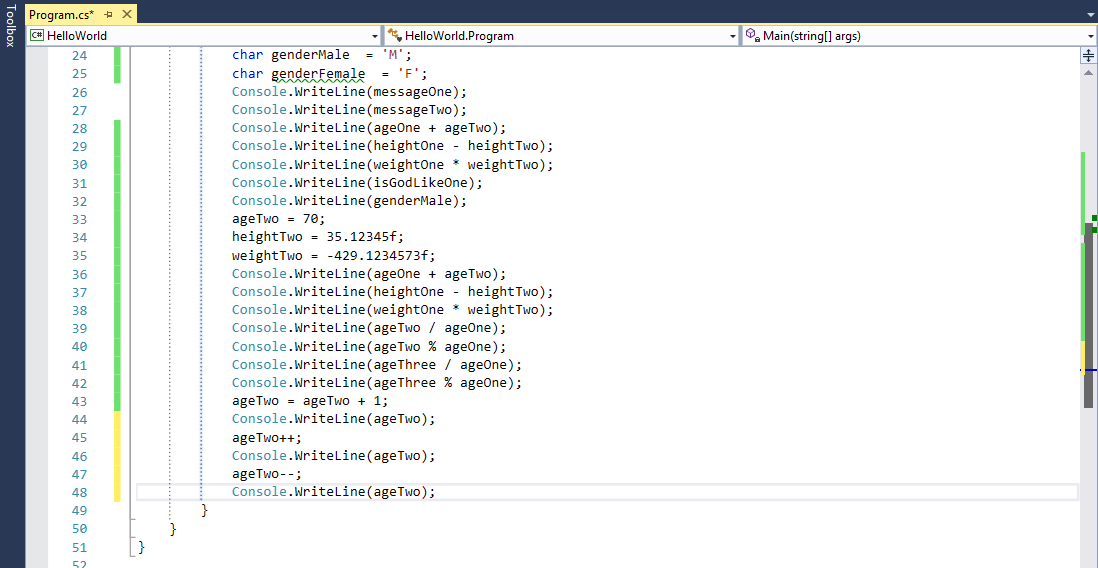 Toolbox
Program.cs*
C# HelloWorld
HelloWorld.Program
Main(string[] args)
24 char genderMale  = 'M';
25 char genderFemale  = 'F';
26 Console.WriteLine(messageOne);
27 Console.WriteLine(messageTwo);
28 Console.WriteLine(ageOne + ageTwo);
29 Console.WriteLine(heightOne - heightTwo);
30 Console.WriteLine(weightOne * weightTwo);
31 Console.WriteLine(isGodLikeOne);
32 Console.WriteLine(genderMale);
33 ageTwo = 70;
34 heightTwo = 35.12345f;
35 weightTwo = -429.1234573f;
36 Console.WriteLine(ageOne + ageTwo);
37 Console.WriteLine(heightOne - heightTwo);
38 Console.WriteLine(weightOne * weightTwo);
39 Console.WriteLine(ageTwo / ageOne);
40 Console.WriteLine(ageTwo % ageOne);
41 Console.WriteLine(ageThree / ageOne);
42 Console.WriteLine(ageThree % ageOne);
43 ageTwo = ageTwo + 1;
44 Console.WriteLine(ageTwo);
45 ageTwo++;
46 Console.WriteLine(ageTwo);
47 ageTwo--;
48 Console.WriteLine(ageTwo);
49 }
50 }
51 }
52